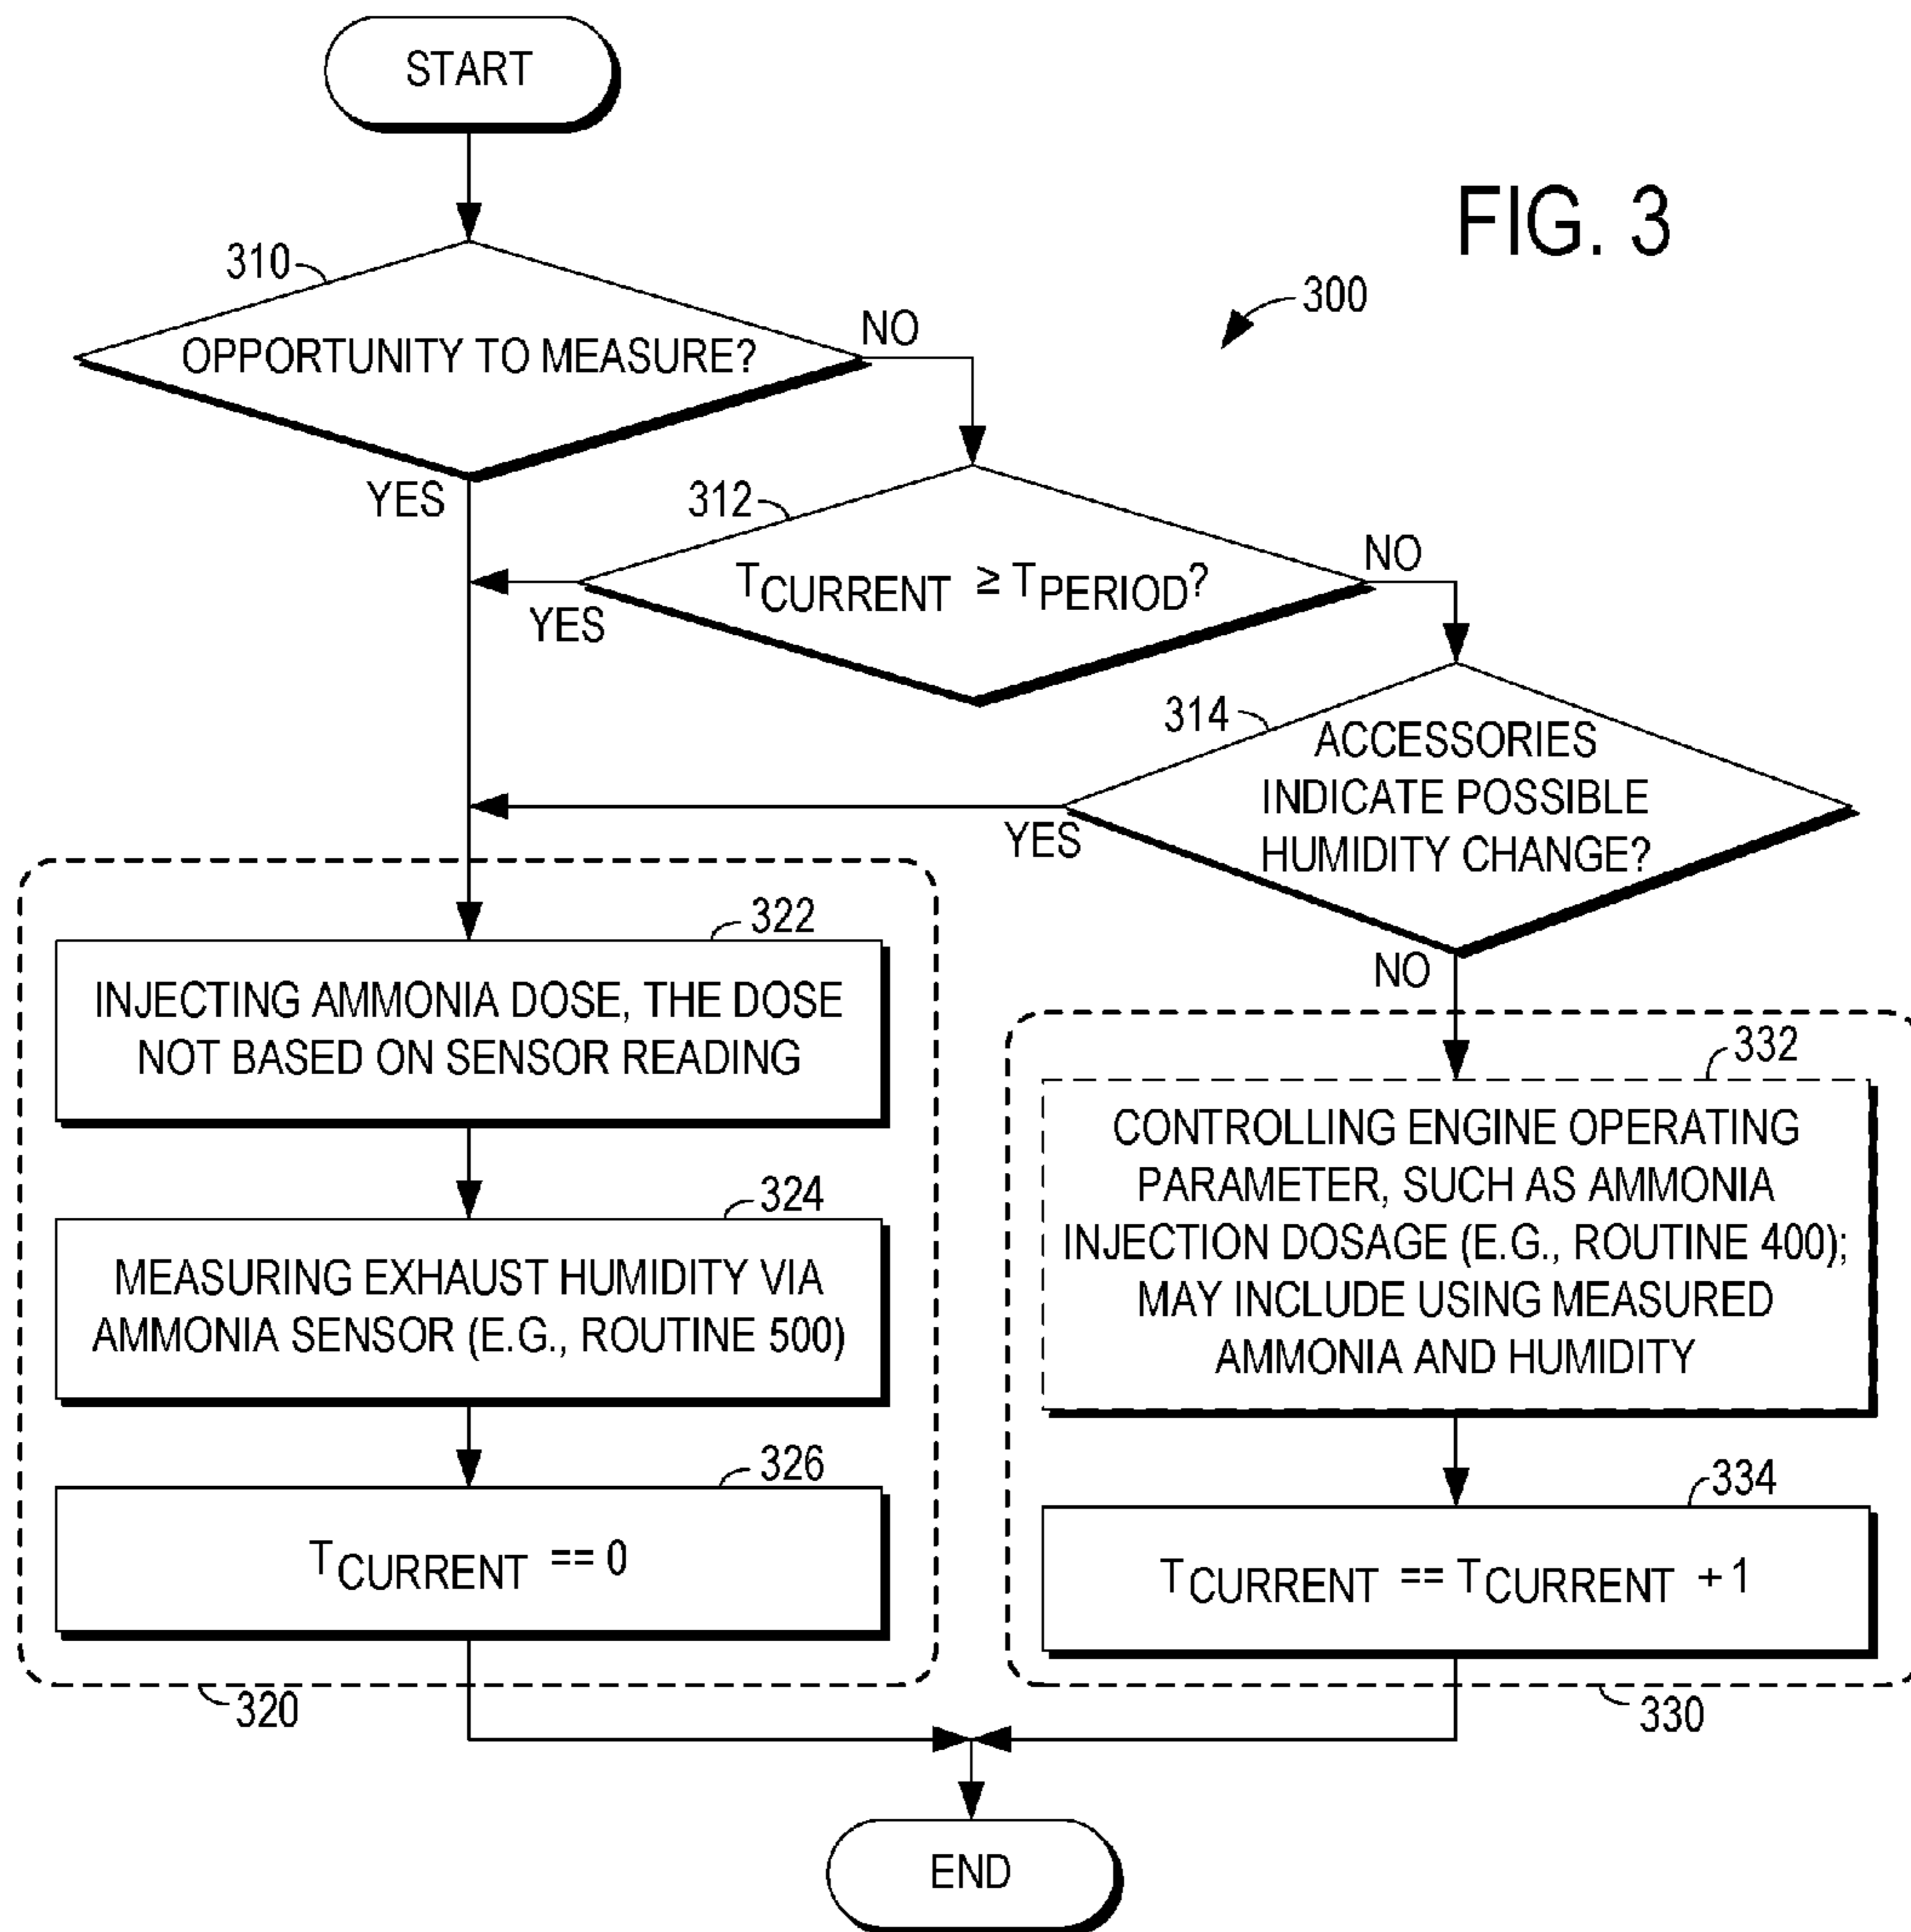 START
FIG. 3
300
310
OPPORTUNITY TO MEASURE?
NO
YES
312
TCURRENT ≥ TPERIOD?
NO
YES
314
ACCESSORIES
INDICATE POSSIBLE
HUMIDITY CHANGE?
YES
NO
322
INJECTING AMMONIA DOSE, THE DOSE
NOT BASED ON SENSOR READING
324
MEASURING EXHAUST HUMIDITY VIA
AMMONIA SENSOR (E.G., ROUTINE 500)
326
TCURRENT == 0
320
332
CONTROLLING ENGINE OPERATING
PARAMETER, SUCH AS AMMONIA
INJECTION DOSAGE (E.G., ROUTINE 400);
MAY INCLUDE USING MEASURED
AMMONIA AND HUMIDITY
334
TCURRENT == TCURRENT + 1
330
END